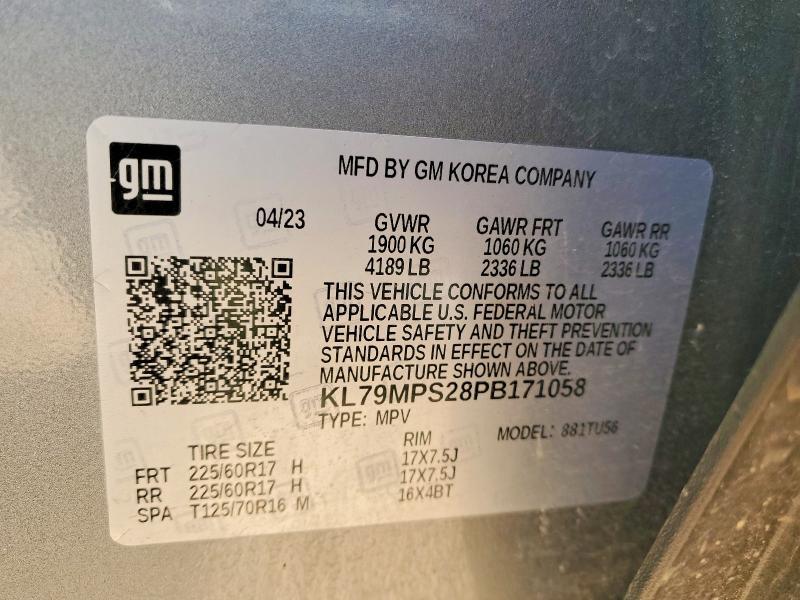 gm
MFD BY GM KOREA COMPANY
04/23 GVWR GAWR FRT GAWR RR
1900 KG 1060 KG 1060 KG
4189 LB 2336 LB 2336 LB
THIS VEHICLE CONFORMS TO ALL
APPLICABLE U.S. FEDERAL MOTOR
VEHICLE SAFETY AND THEFT PREVENTION
STANDARDS IN EFFECT ON THE DATE OF
MANUFACTURE SHOWN ABOVE.
KL79MPS28PB171058
TYPE: MPV MODEL: 881TU56
TIRE SIZE RIM
FRT 225/60R17 H 17X7.5J
RR 225/60R17 H 17X7.5J
SPA T125/70R16 M 16X4BT